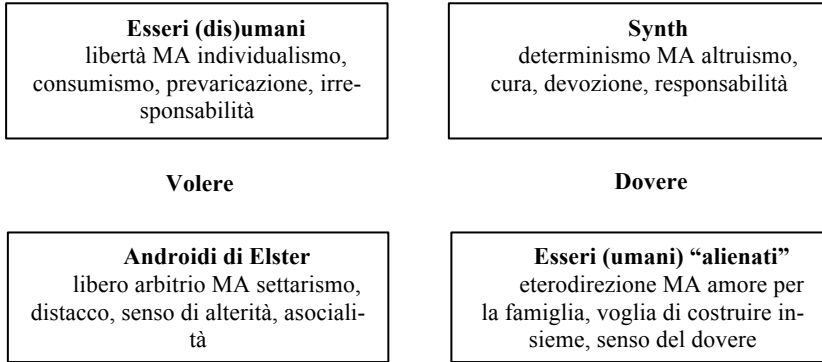 Esseri (dis)umani
libertà MA individualismo,
consumismo, prevaricazione, irre-
sponsabilità
Synth
determinismo MA altruismo,
cura, devozione, responsabilità
Volere
Dovere
Androidi di Elster
libero arbitrio MA settarismo,
distacco, senso di alterità, asociali-
tà
Esseri (umani) “alienati”
eterodirezione MA amore per
la famiglia, voglia di costruire in-
sieme, senso del dovere